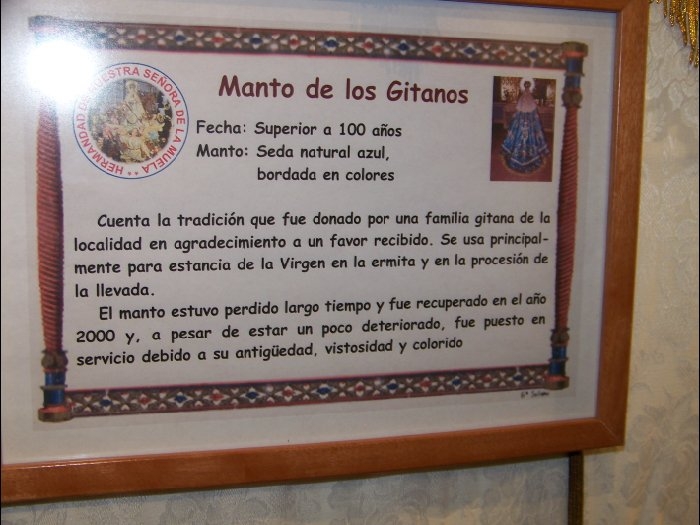 HERMANDAD NUESTRA SEÑORA DE LA MUELA
Manto de los Gitanos
Fecha: Superior a 100 años
Manto: Seda natural azul,
bordada en colores
Cuenta la tradición que fue donado por una familia gitana de la
localidad en agradecimiento a un favor recibido. Se usa principal-
mente para estancia de la Virgen en la ermita y en la procesión de
la llevada.
El manto estuvo perdido largo tiempo y fue recuperado en el año
2000 y, a pesar de estar un poco deteriorado, fue puesto en
servicio debido a su antigüedad, vistosidad y colorido